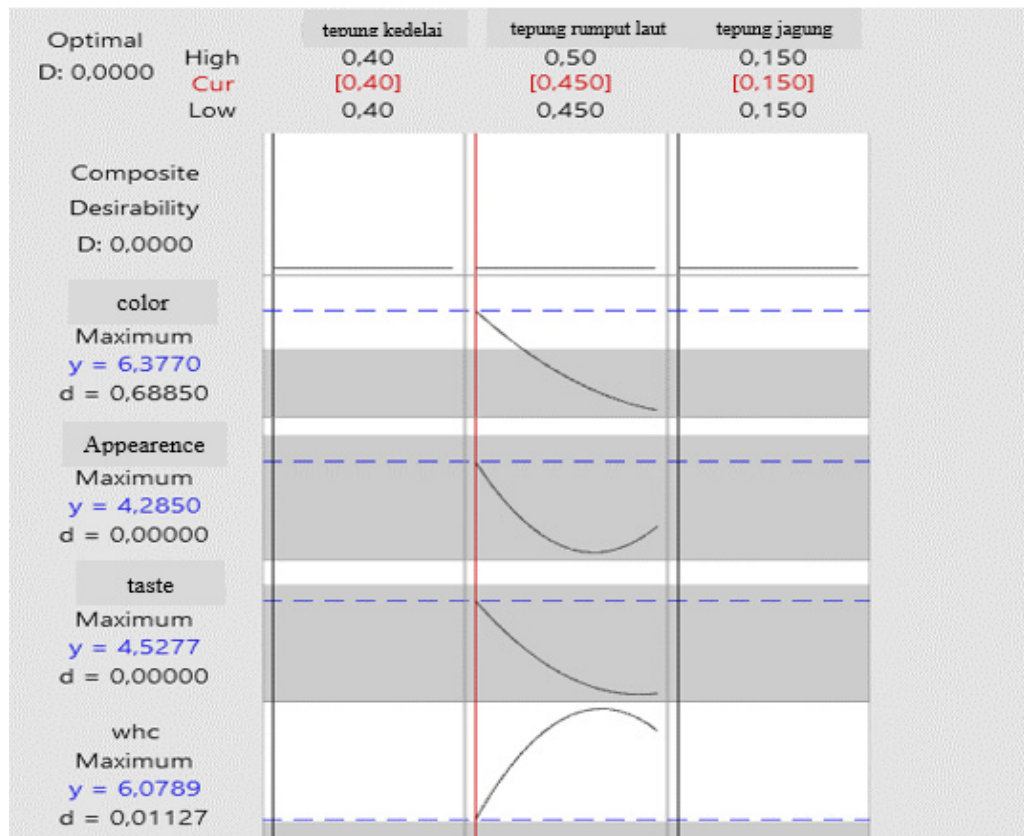 Optimal
D: 0,0000
High
Cur
Low
tepung kedelai
0,40
[0,40]
0,40
tepung rumput laut
0,50
[0,450]
0,450
tepung jagung
0,150
[0,150]
0,150
Composite
Desirability
D: 0,0000
color
Maximum
y = 6,3770
d = 0,68850
Appearence
Maximum
y = 4,2850
d = 0,00000
taste
Maximum
y = 4,5277
d = 0,00000
whc
Maximum
y = 6,0789
d = 0,01127